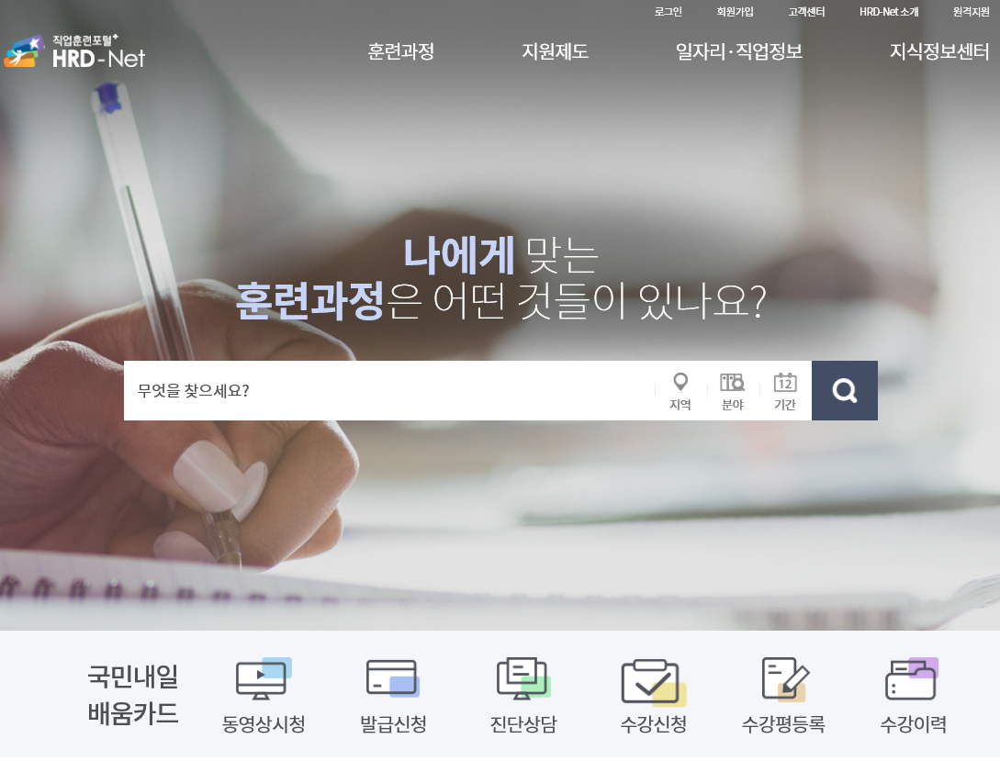 로그인 회원가입 고객센터 HRD-Net 소개 원격지원
직업훈련포털+
HRD-Net
훈련과정 지원제도 일자리·직업정보 지식정보센터
나에게 맞는
훈련과정은 어떤 것들이 있나요?
무엇을 찾으세요?
12
지역 분야 기간
국민내일
배움카드
동영상시청 발급신청 진단상담 수강신청 수강평등록 수강이력